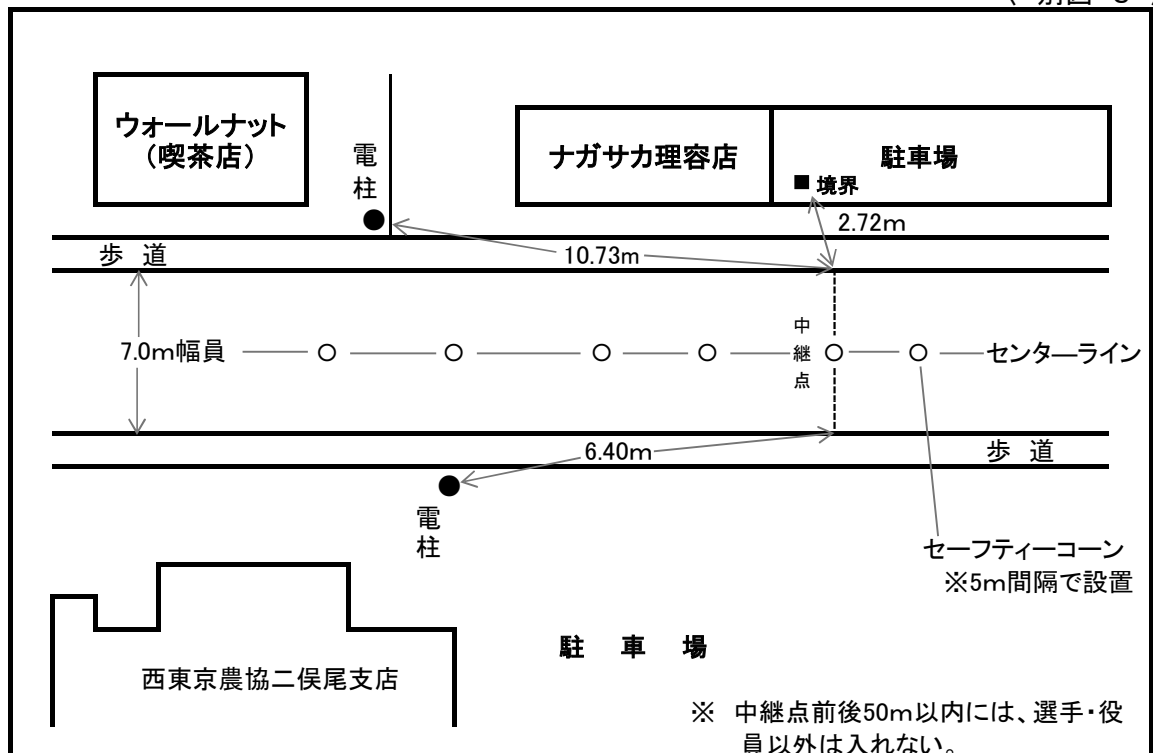 ウォールナット
(喫茶店)
電
柱
ナガサカ理容店
駐車場
■ 境界
2.72m
歩 道
10.73m
中
継
点
7.0m幅員
センタ―ライン
6.40m
歩 道
電
柱
セーフティーコーン
※5m間隔で設置
駐 車 場
西東京農協二俣尾支店
※ 中継点前後50m以内には、選手・役
員以外は入れない。